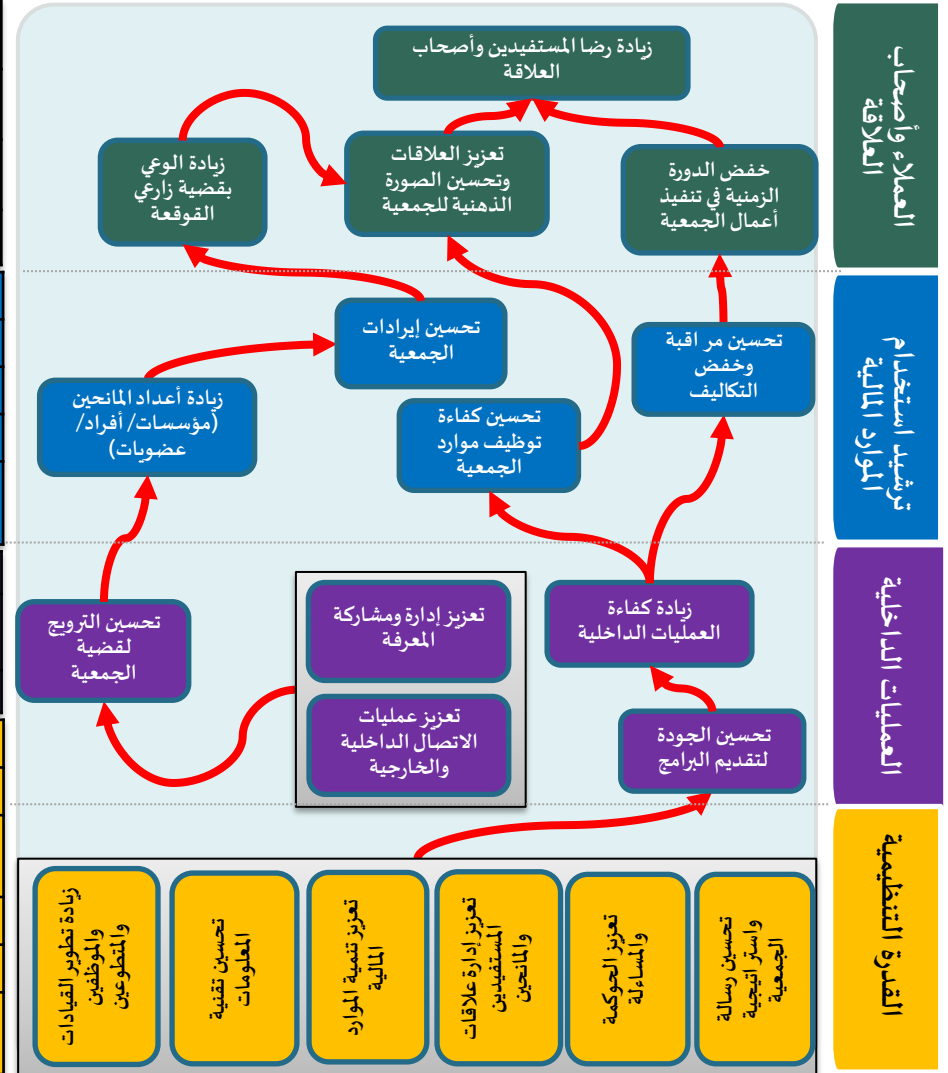 العملاء وأصحاب
العلاقة
زيادة رضا المستفيدين وأصحاب
العلاقة
خفض الدورة
الزمنية في تنفيذ
أعمال الجمعية
تعزيز العلاقات
وتحسين الصورة
الذهنية للجمعية
زيادة الوعي
بقضية زارعي
القوقعة
ترشيد استخدام
الموارد المالية
تحسين مراقبة
وخفض
التكاليف
تحسين إيرادات
الجمعية
تحسين كفاءة
توظيف موارد
الجمعية
زيادة أعداد المانحين
(مؤسسات/ أفراد/
عضويات)
العمليات الداخلية
زيادة كفاءة
العمليات الداخلية
تعزيز إدارة ومشاركة
المعرفة
تحسين الترويج
لقضية
الجمعية
تحسين الجودة
لتقديم البرامج
تعزيز عمليات
الاتصال الداخلية
والخارجية
القدرة التنظيمية
تحسين رسالة
واستراتيجية
الجمعية
تعزيز الحوكمة
والمساءلة
تعزيز إدارة علاقات
المستفيدين
والمانحين
تعزيز تنمية الموارد
المالية
تحسين تقنية
المعلومات
زيادة تطوير القيادات
والموظفين
والمتطوعين